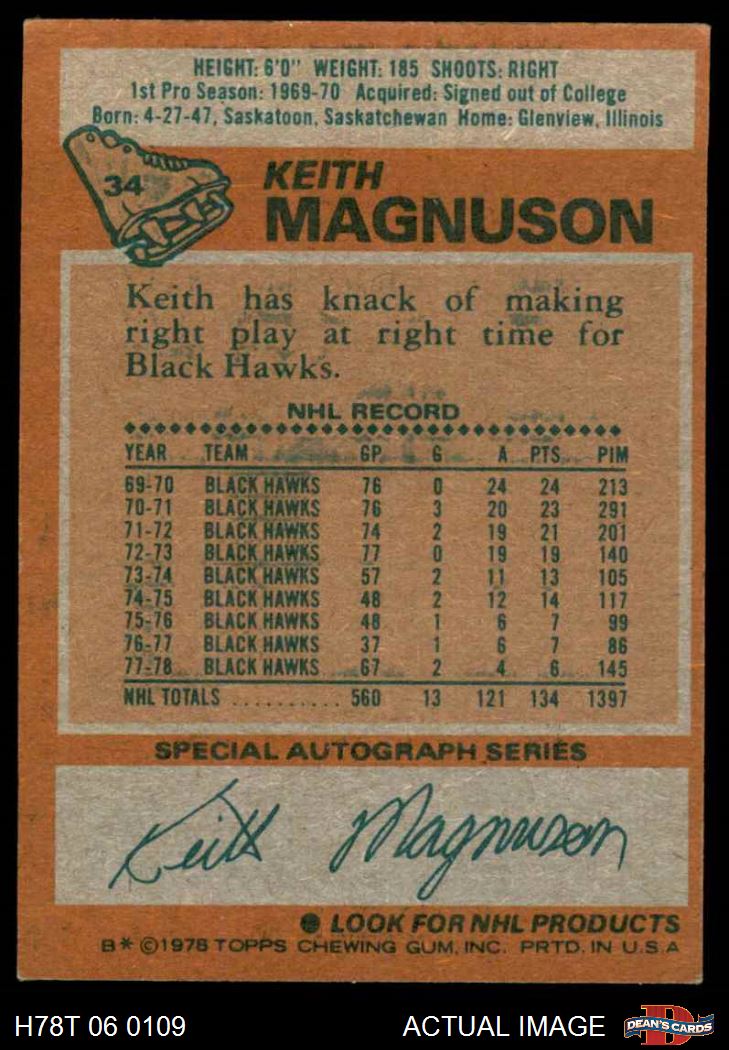 HEIGHT: 6'0" WEIGHT: 185 SHOOTS: RIGHT
1st Pro Season: 1969-70 Acquired: Signed out of College
Born: 4-27-47, Saskatoon, Saskatchewan Home: Glenview, Illinois
34
KEITH
MAGNUSON
Keith has knack of making
right play at right time for
Black Hawks.
NHL RECORD
YEAR TEAM GP G A PTS. PIM
69-70 BLACK HAWKS 76 0 24 24 213
70-71 BLACK HAWKS 76 3 20 23 291
71-72 BLACK HAWKS 74 2 19 21 201
72-73 BLACK HAWKS 77 0 19 19 140
73-74 BLACK HAWKS 57 2 11 13 105
74-75 BLACK HAWKS 48 2 12 14 117
75-76 BLACK HAWKS 48 1 6 7 99
76-77 BLACK HAWKS 37 1 6 7 86
77-78 BLACK HAWKS 67 2 4 6 145
NHL TOTALS .......... 560 13 121 134 1397
SPECIAL AUTOGRAPH SERIES
Keith Magnuson
● LOOK FOR NHL PRODUCTS
B* ©1978 TOPPS CHEWING GUM, INC. PRTD. IN U.S.A
H78T 06 0109 ACTUAL IMAGE
DEAN'S CARDS